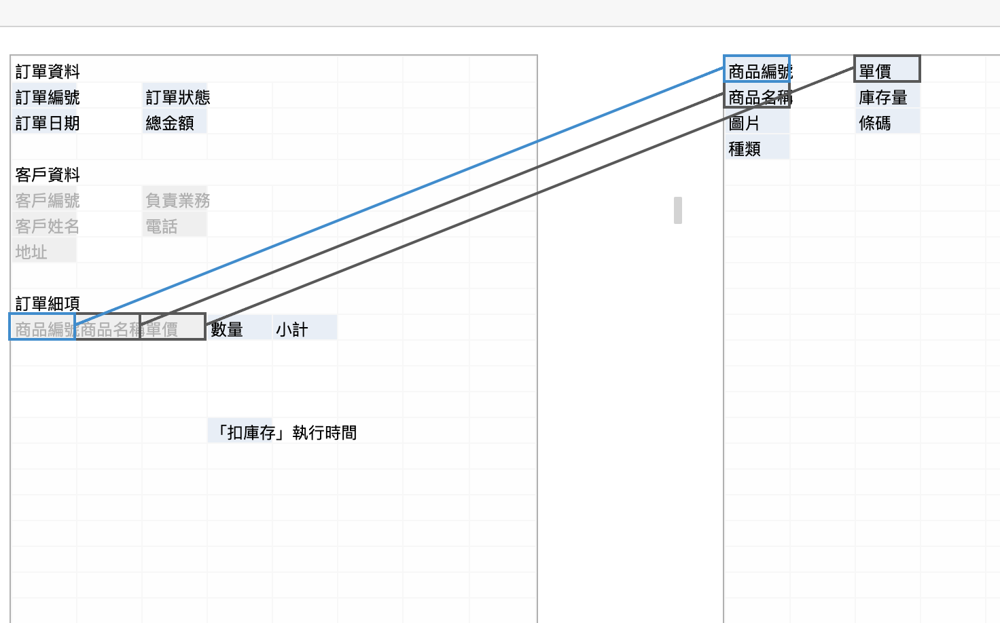 訂單資料
訂單編號 訂單狀態
訂單日期 總金額
客戶資料
客戶編號 負責業務
客戶姓名 電話
地址
訂單細項
商品編號 商品名稱 單價 數量 小計
「扣庫存」執行時間
商品編號 單價
商品名稱 庫存量
圖片 條碼
種類